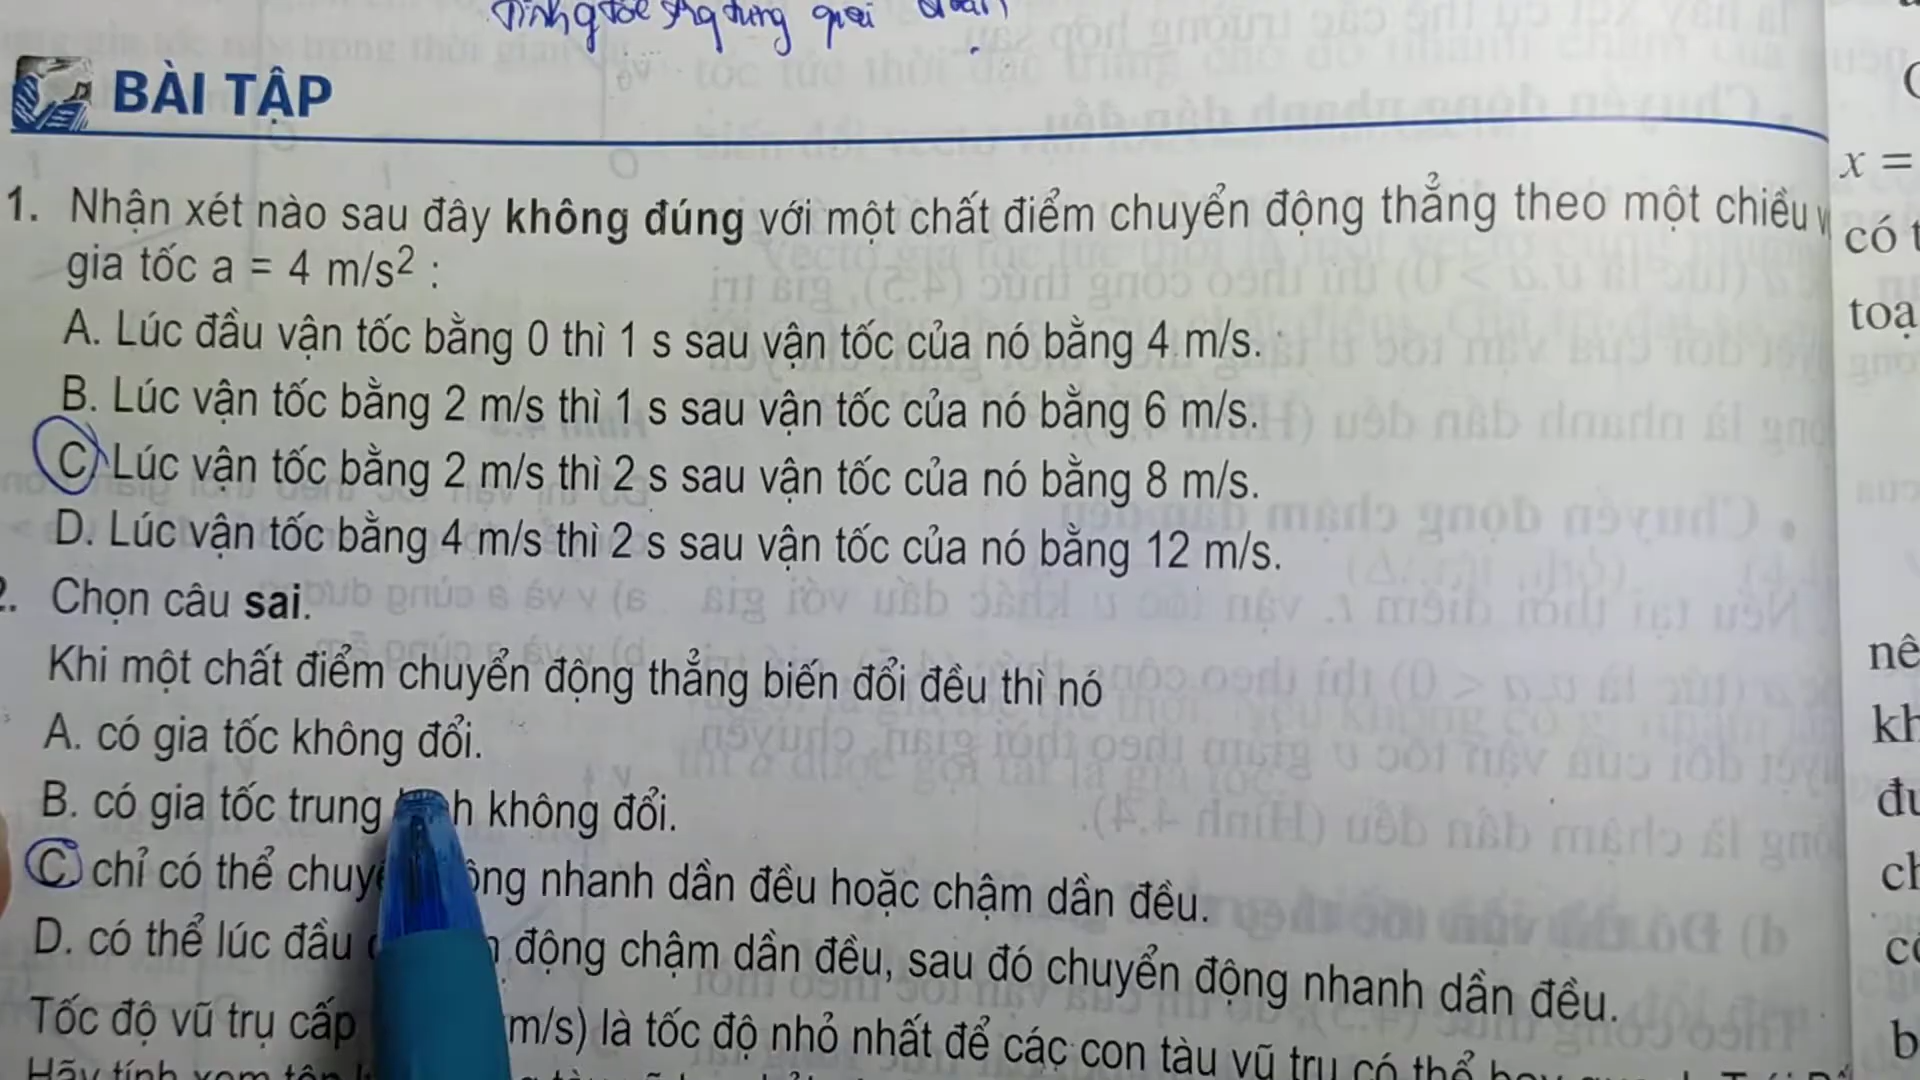 BÀI TẬP
1. Nhận xét nào sau đây không đúng với một chất điểm chuyển động thẳng theo một chiều
gia tốc a = 4 m/s² :
A. Lúc đầu vận tốc bằng 0 thì 1 s sau vận tốc của nó bằng 4 m/s.
B. Lúc vận tốc bằng 2 m/s thì 1 s sau vận tốc của nó bằng 6 m/s.
C. Lúc vận tốc bằng 2 m/s thì 2 s sau vận tốc của nó bằng 8 m/s.
D. Lúc vận tốc bằng 4 m/s thì 2 s sau vận tốc của nó bằng 12 m/s.
2. Chọn câu sai.
Khi một chất điểm chuyển động thẳng biến đổi đều thì nó
A. có gia tốc không đổi.
B. có gia tốc trung không đổi.
C. chỉ có thể nhanh dần đều hoặc chậm dần đều.
D. có thể lúc đầu động chậm dần đều, sau đó chuyển động nhanh dần đều.
Tốc độ vũ trụ cấp m/s) là tốc độ nhỏ nhất để các con tàu vũ trụ có thể
Hãy tính xem
x =
có
toạ